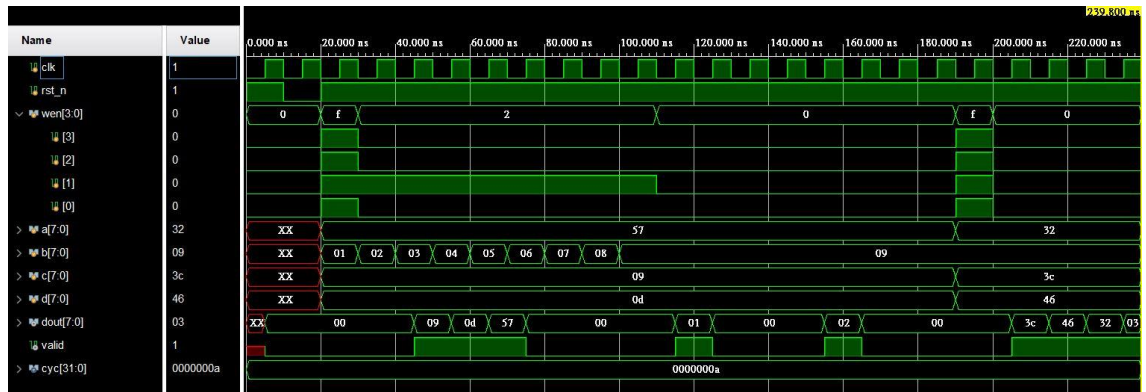 239.800 ns
Name Value 0.000 ns 20.000 ns 40.000 ns 60.000 ns 80.000 ns 100.000 ns 120.000 ns 140.000 ns 160.000 ns 180.000 ns 200.000 ns 220.000 ns
clk 1
rst_n 1
wen[3:0] 0 0 f 2 0 f 0
[3] 0
[2] 0
[1] 0
[0] 0
a[7:0] 32 XX 57 32
b[7:0] 09 XX 01 02 03 04 05 06 07 08 09
c[7:0] 3c XX 09 3c
d[7:0] 46 XX 0d 46
dout[7:0] 03 XX 00 09 0d 57 00 01 00 02 00 3c 46 32 03
valid 1
cyc[31:0] 0000000a 0000000a